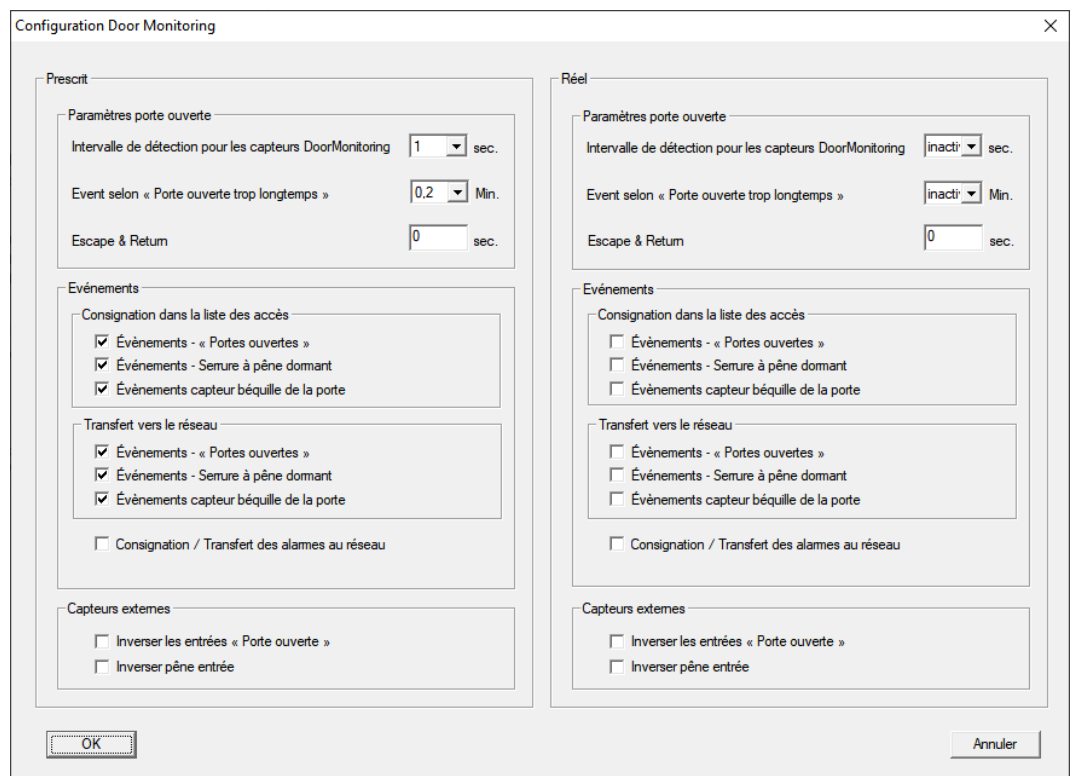 Configuration Door Monitoring
Prescrit
Paramètres porte ouverte
Intervalle de détection pour les capteurs DoorMonitoring 1 sec.
Event selon « Porte ouverte trop longtemps » 0,2 Min.
Escape & Return 0 sec.
Evénements
Consignation dans la liste des accès
Évènements - « Portes ouvertes »
Événements - Serrure à pêne dormant
Évènements capteur béquille de la porte
Transfert vers le réseau
Évènements - « Portes ouvertes »
Événements - Serrure à pêne dormant
Évènements capteur béquille de la porte
Consignation / Transfert des alarmes au réseau
Capteurs externes
Inverser les entrées « Porte ouverte »
Inverser pêne entrée
Réel
Paramètres porte ouverte
Intervalle de détection pour les capteurs DoorMonitoring inacti sec.
Event selon « Porte ouverte trop longtemps » inacti Min.
Escape & Return 0 sec.
Evénements
Consignation dans la liste des accès
Évènements - « Portes ouvertes »
Événements - Serrure à pêne dormant
Évènements capteur béquille de la porte
Transfert vers le réseau
Évènements - « Portes ouvertes »
Événements - Serrure à pêne dormant
Évènements capteur béquille de la porte
Consignation / Transfert des alarmes au réseau
Capteurs externes
Inverser les entrées « Porte ouverte »
Inverser pêne entrée
OK
Annuler